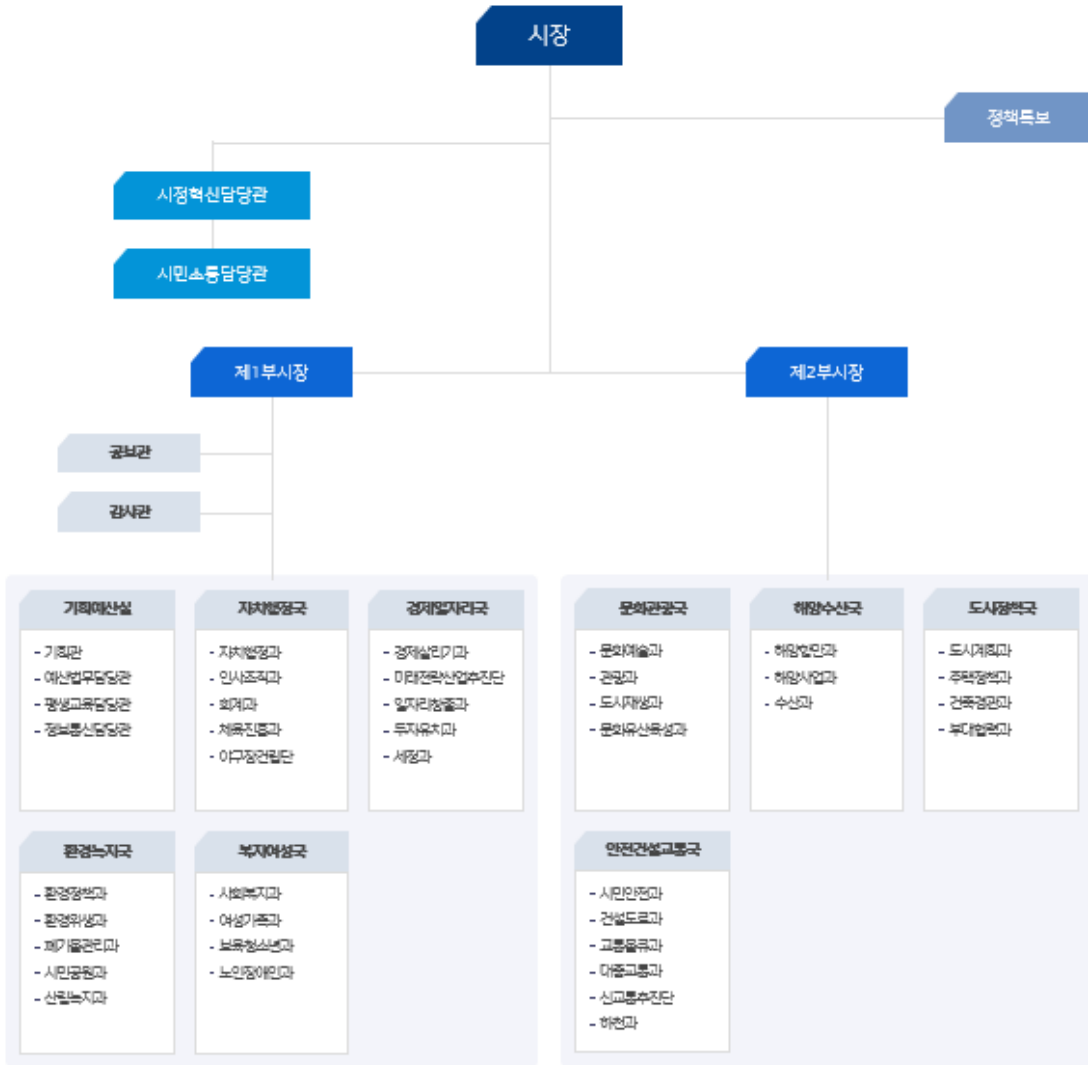 시장
정책특보
시정혁신담당관
시민소통담당관
제1부시장
제2부시장
공보관
감사관
기획예산실
- 기획관
- 예산법무담당관
- 평생교육담당관
- 정보통신담당관
자치행정국
- 자치행정과
- 인사조직과
- 회계과
- 체육진흥과
- 야구장건립단
경제일자리국
- 경제살리기과
- 미래전략산업추진단
- 일자리창출과
- 투자유치과
- 세정과
문화관광국
- 문화예술과
- 관광과
- 도시재생과
- 문화유산육성과
해양수산국
- 해양항만과
- 해양사업과
- 수산과
도시정책국
- 도시계획과
- 주택정책과
- 건축경관과
- 부대협력과
환경녹지국
- 환경정책과
- 환경위생과
- 폐기물관리과
- 시민공원과
- 산림녹지과
복지여성국
- 사회복지과
- 여성가족과
- 보육청소년과
- 노인장애인과
안전건설교통국
- 시민안전과
- 건설도로과
- 교통물류과
- 대중교통과
- 신교통추진단
- 하천과